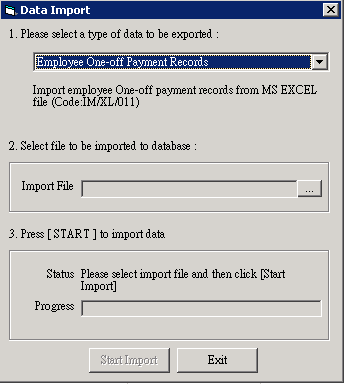 Data Import
1. Please select a type of data to be exported :
Employee One-off Payment Records
Import employee One-off payment records from MS EXCEL
file (Code:IM/XL/011)
2. Select file to be imported to database :
Import File
...
3. Press [ START ] to import data
Status Please select import file and then click [Start
Import]
Progress
Start Import Exit